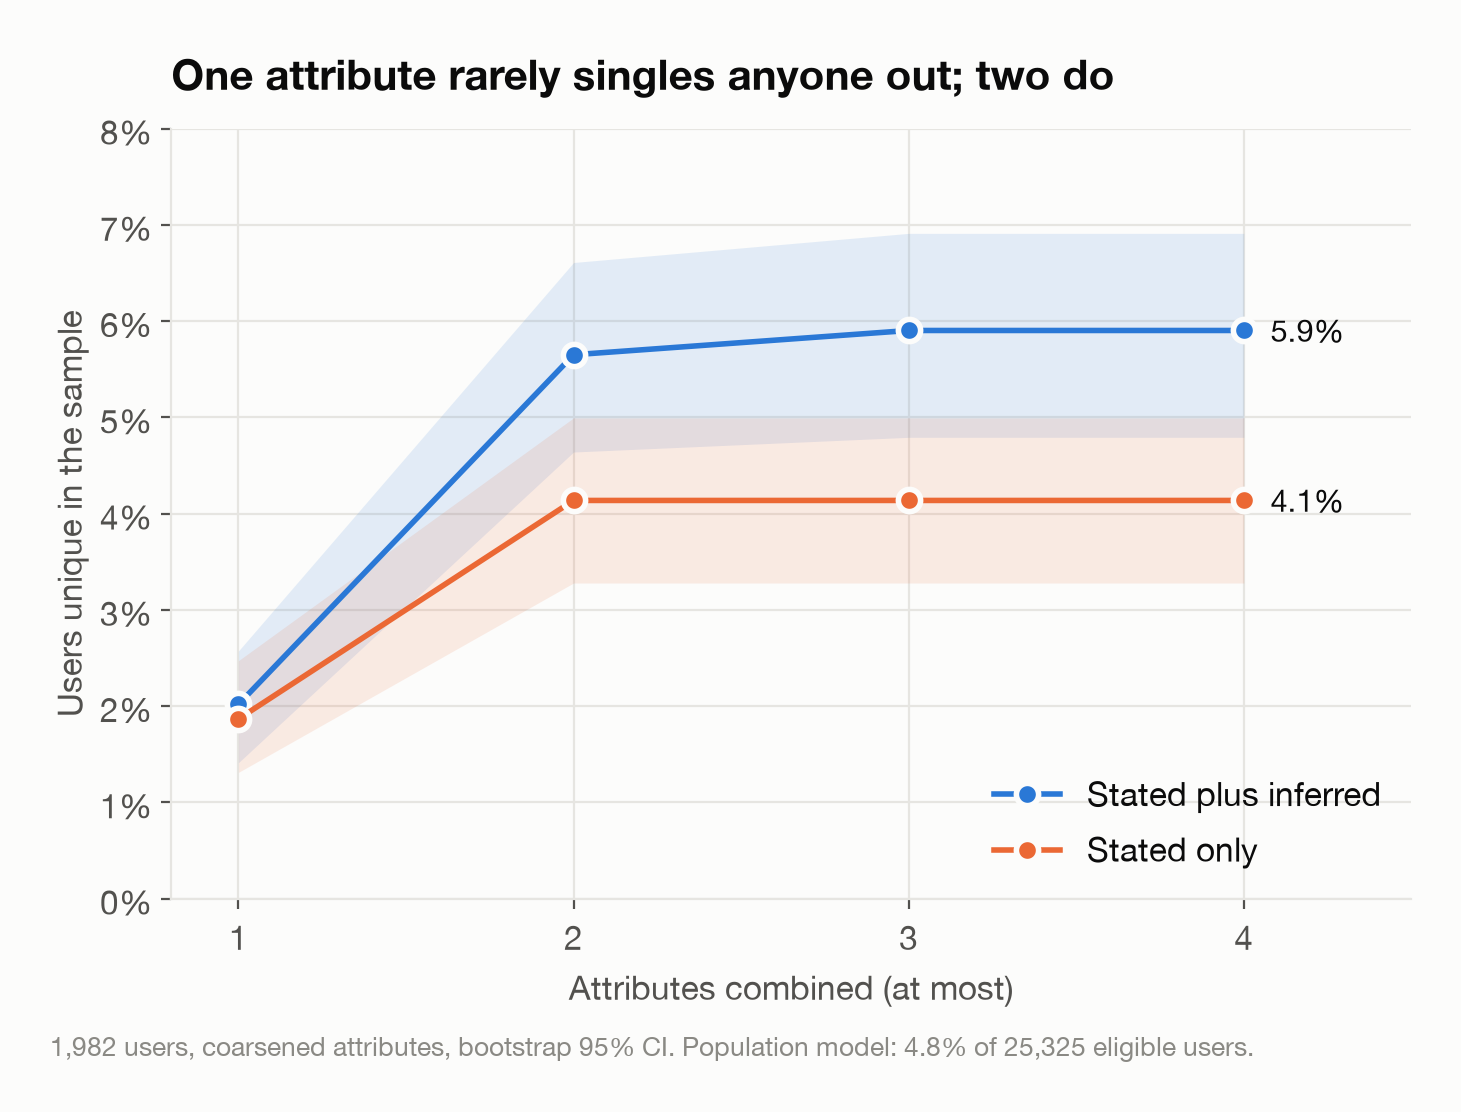 One attribute rarely singles anyone out; two do
8%
7%
6%
5%
4%
3%
2%
1%
0%
Users unique in the sample
5.9%
4.1%
Stated plus inferred
Stated only
1 2 3 4
Attributes combined (at most)
1,982 users, coarsened attributes, bootstrap 95% CI. Population model: 4.8% of 25,325 eligible users.